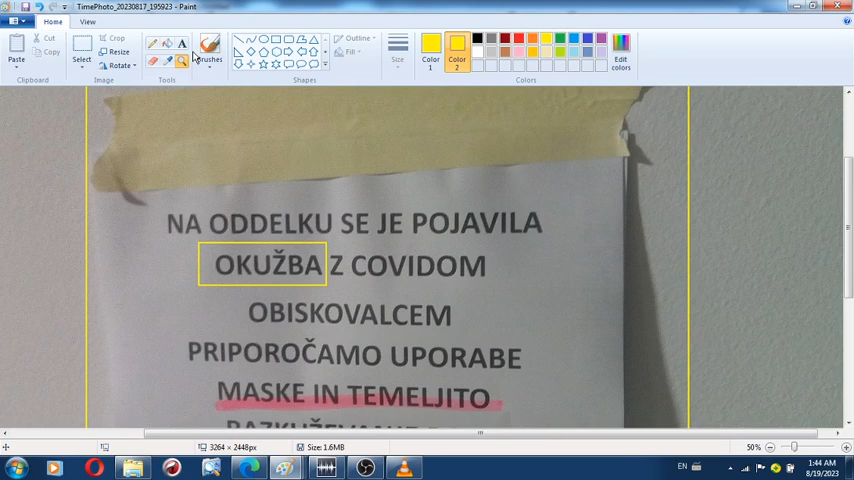 TimePhoto_20230817_195923 - Paint
Home View
Paste
Cut
Copy
Clipboard
Select
Crop
Resize
Rotate
Image
Tools
Brushes
Shapes
Outline
Fill
Size
Color 1
Color 2
Colors
Edit colors
NA ODDELKU SE JE POJAVILA
OKUŽBA Z COVIDOM
OBISKOVALCEM
PRIPOROČAMO UPORABE
MASKE IN TEMELJITO
3264 × 2448px
Size: 1.6MB
50%
EN
1:44 AM
8/19/2023